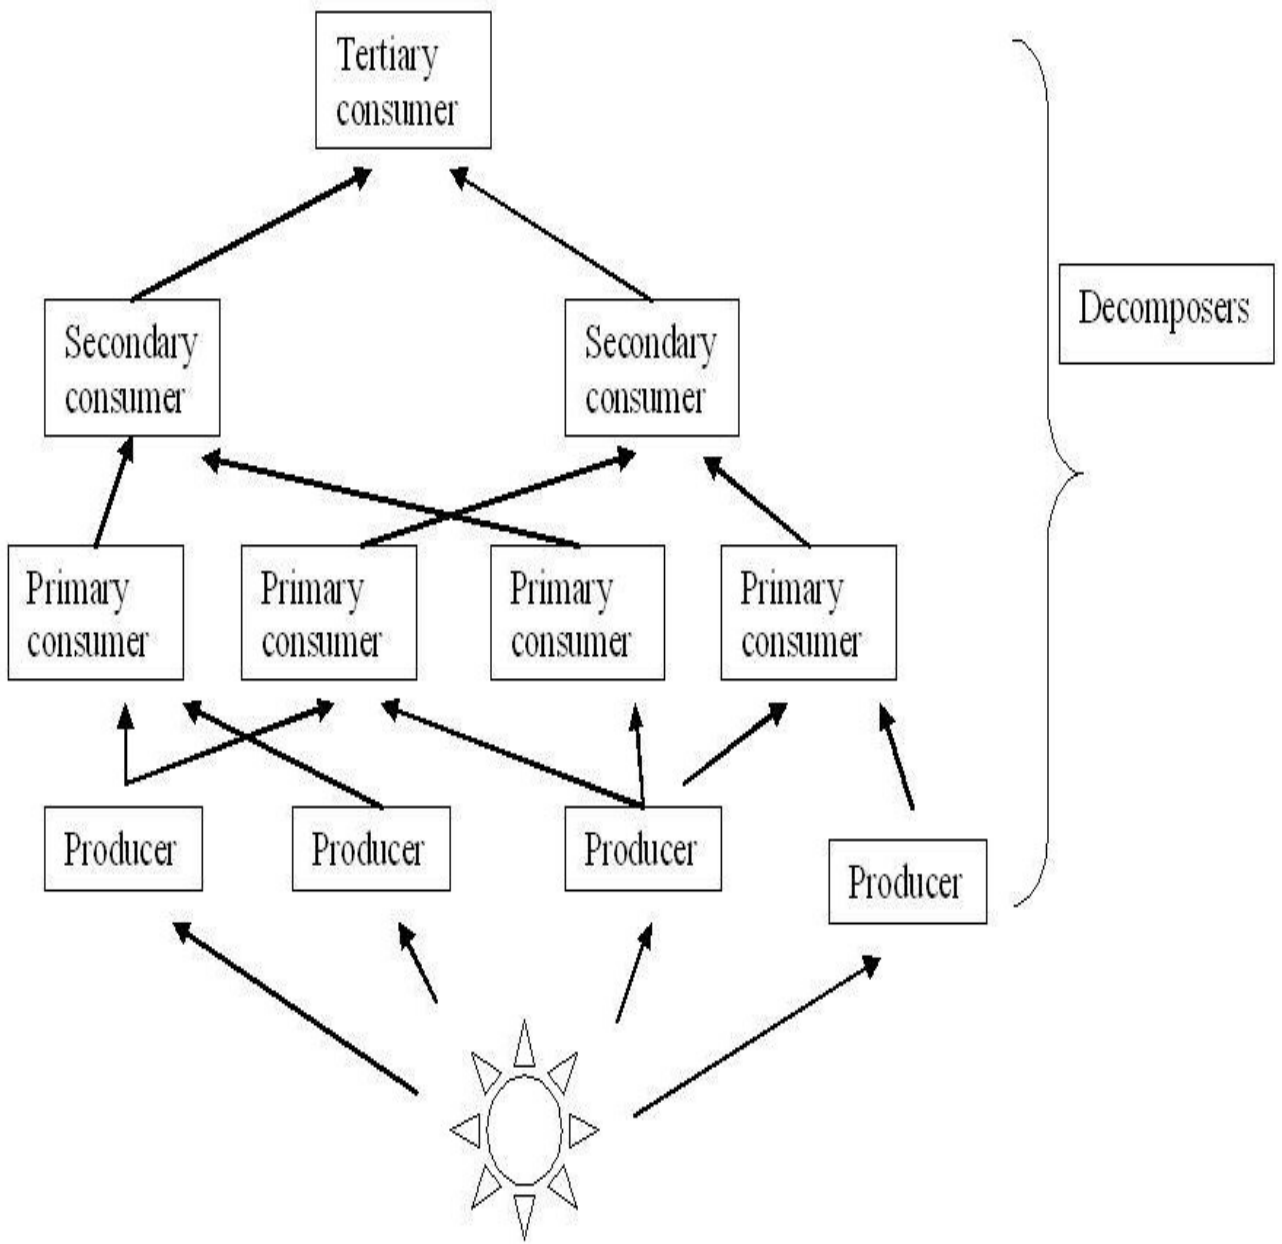 Tertiary
consumer
Decomposers
Secondary
consumer
Secondary
consumer
Primary
consumer
Primary
consumer
Primary
consumer
Primary
consumer
Producer
Producer
Producer
Producer